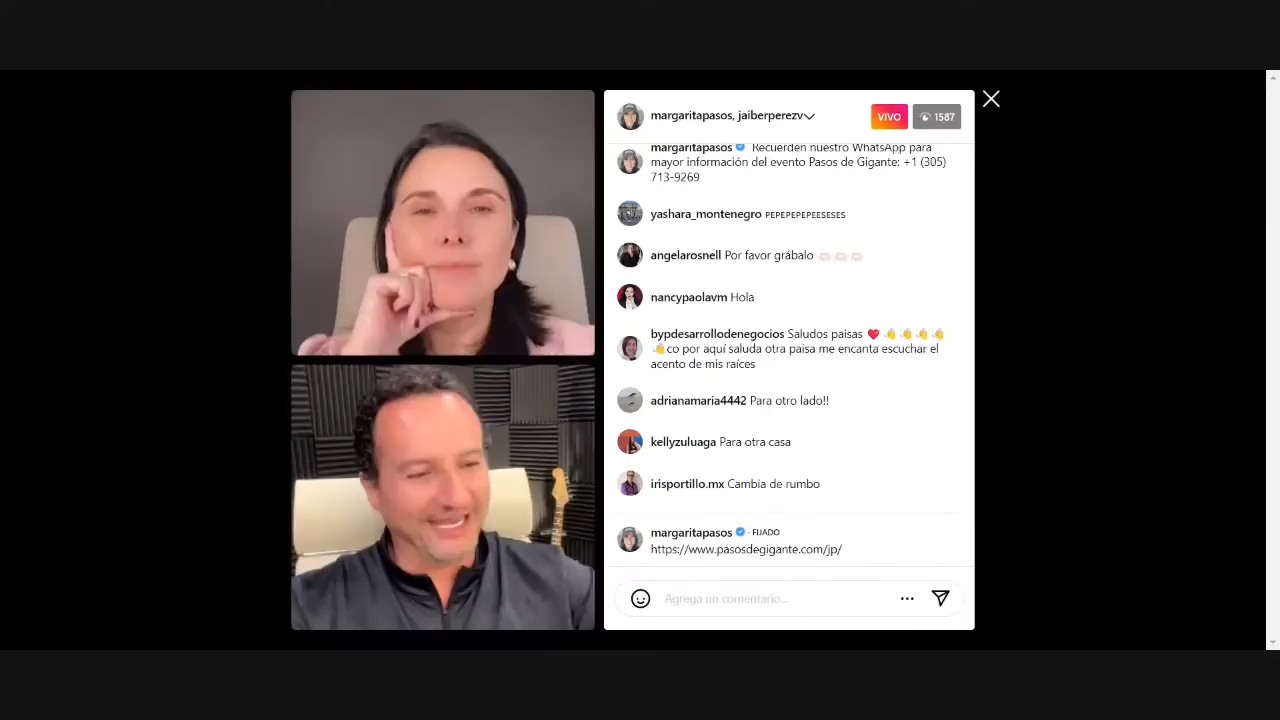 margaritapasos, jaiberperezv
VIVO
1587
margaritapasos Recuerden nuestro WhatsApp para
mayor información del evento Pasos de Gigante: +1 (305)
713-9269
yashara_montenegro ᴘᴇᴘᴇᴘᴇᴘᴇᴇsᴇsᴇs
angelarosnell Por favor grábalo 🫶🏻🫶🏻🫶🏻
nancypaolavm Hola
bypdesarrollodenegocios Saludos paisas ❤️ 👋 👋 👋 👋
👋co por aquí saluda otra paisa me encanta escuchar el
acento de mis raíces
adrianamaria4442 Para otro lado!!
kellyzuluaga Para otra casa
irisportillo.mx Cambia de rumbo
margaritapasos - FIJADO
https://www.pasosdegigante.com/jp/
Agrega un comentario...